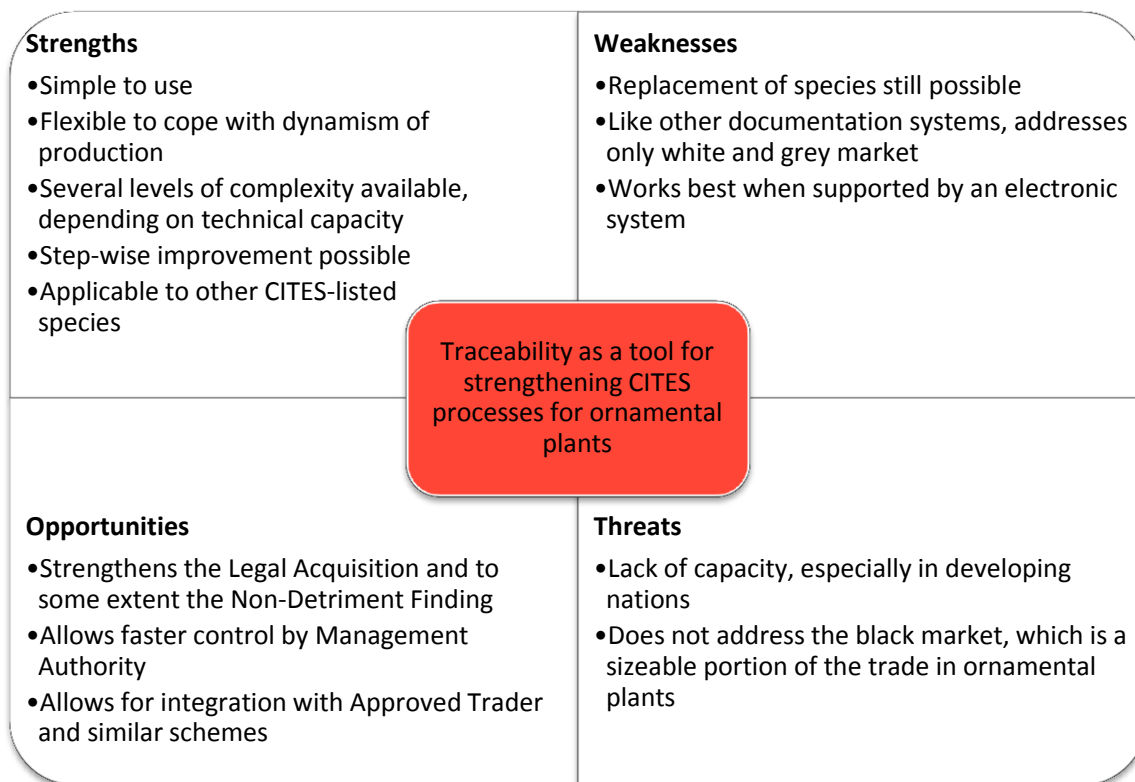 Strengths
•Simple to use
•Flexible to cope with dynamism of
production
•Several levels of complexity available,
depending on technical capacity
•Step-wise improvement possible
•Applicable to other CITES-listed
species
Weaknesses
•Replacement of species still possible
•Like other documentation systems, addresses
only white and grey market
•Works best when supported by an electronic
system
Traceability as a tool for
strengthening CITES
processes for ornamental
plants
Opportunities
•Strengthens the Legal Acquisition and to
some extent the Non-Detriment Finding
•Allows faster control by Management
Authority
•Allows for integration with Approved Trader
and similar schemes
Threats
•Lack of capacity, especially in developing
nations
•Does not address the black market, which is a
sizeable portion of the trade in ornamental
plants